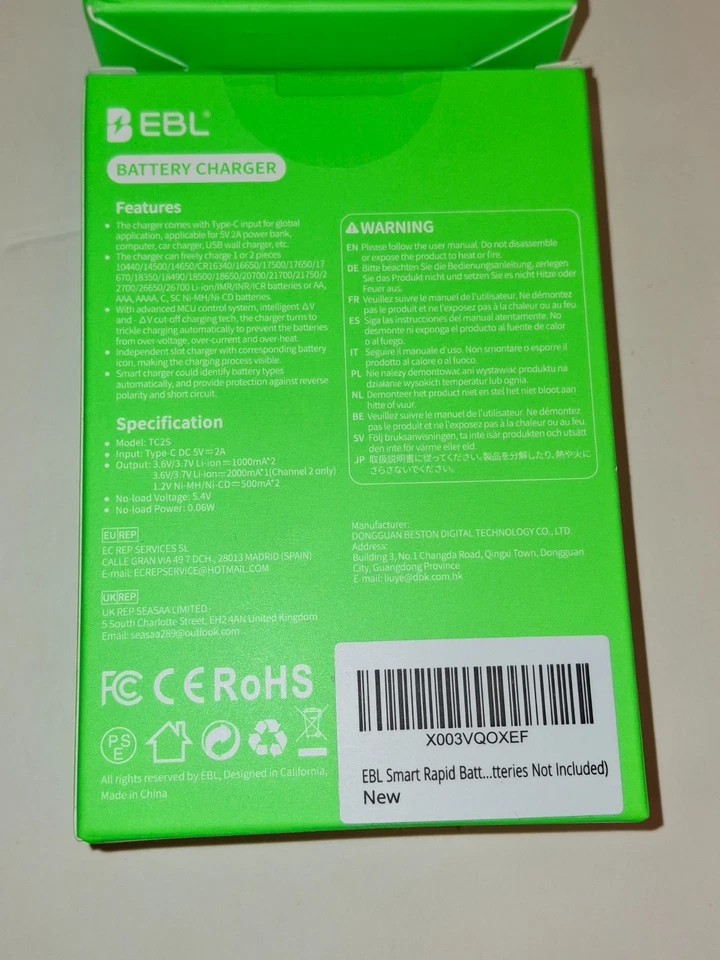 EBL®
BATTERY CHARGER
Features
• The charger comes with Type-C input for global
application, applicable for 5V 2A power bank,
computer, car charger, USB wall charger, etc.
• The charger can freely charge 1 or 2 pieces
10440/14500/14650/CR16340/16650/17500/17650/17
670/18350/18490/18500/18650/20700/21700/21750/2
2700/26650/26700 Li-ion/IMR/INR/ICR batteries or AA,
AAA, AAAA, C, SC Ni-MH/Ni-CD batteries.
• With advanced MCU control system, intelligent ΔV
and - ΔV cut-off charging tech, the charger turns to
trickle charging automatically to prevent the batteries
from over-voltage, over-current and over-heat.
• Independent slot charger with corresponding battery
icon, making the charging process visible.
• Smart charger could identify battery types
automatically, and provide protection against reverse
polarity and short circuit.
Specification
• Model: TC2S
• Input: Type-C DC 5V⎓2A
• Output: 3.6V/3.7V Li-ion⎓1000mA*2
3.6V/3.7V Li-ion⎓2000mA*1(Channel 2 only)
1.2V Ni-MH/Ni-CD⎓500mA*2
• No-load Voltage: 5.4V
• No-load Power: 0.06W
EU REP
EC REP SERVICES SL
CALLE GRAN VIA 49 7 DCH., 28013 MADRID (SPAIN)
E-mail: ECREPSERVICE@HOTMAIL.COM
UK REP
UK REP SEASAA LIMITED
5 South Charlotte Street, EH2 4AN United Kingdom
Email: seasaa289@outlook.com
WARNING
EN Please follow the user manual. Do not disassemble
or expose the product to heat or fire.
DE Bitte beachten Sie die Bedienungsanleitung, zerlegen
Sie das Produkt nicht und setzen Sie es nicht Hitze oder
Feuer aus.
FR Veuillez suivre le manuel de l'utilisateur. Ne démontez
pas le produit et ne l'exposez pas à la chaleur ou au feu.
ES Siga las instrucciones del manual atentamente. No
desmonte ni exponga el producto al fuente de calor
o al fuego.
IT Seguire il manuale d'uso. Non smontare o esporre il
prodotto al calore o al fuoco.
PL Nie należy demontować ani wystawiać produktu na
działanie wysokich temperatur lub ognia.
NL Demonteer het product niet en stel het niet bloot aan
hitte of vuur.
BE Veuillez suivre le manuel de l'utilisateur. Ne démontez
pas le produit et ne l'exposez pas à la chaleur ou au feu.
SV Följ bruksanvisningen, ta inte isär produkten och utsätt
den inte för värme eller eld.
JP 取扱説明書に従ってください。製品を分解したり、熱や火に
さらさないでください。
Manufacturer:
DONGGUAN BESTON DIGITAL TECHNOLOGY CO., LTD.
Address:
Building 3, No.1 Changda Road, Qingxi Town, Dongguan
City, Guangdong Province
E-mail: liuye@dbk.com.hk
FC CE RoHS
PSE
All rights reserved by EBL, Designed in California,
Made in China
X003VQOXEF
EBL Smart Rapid Batt...tteries Not Included)
New